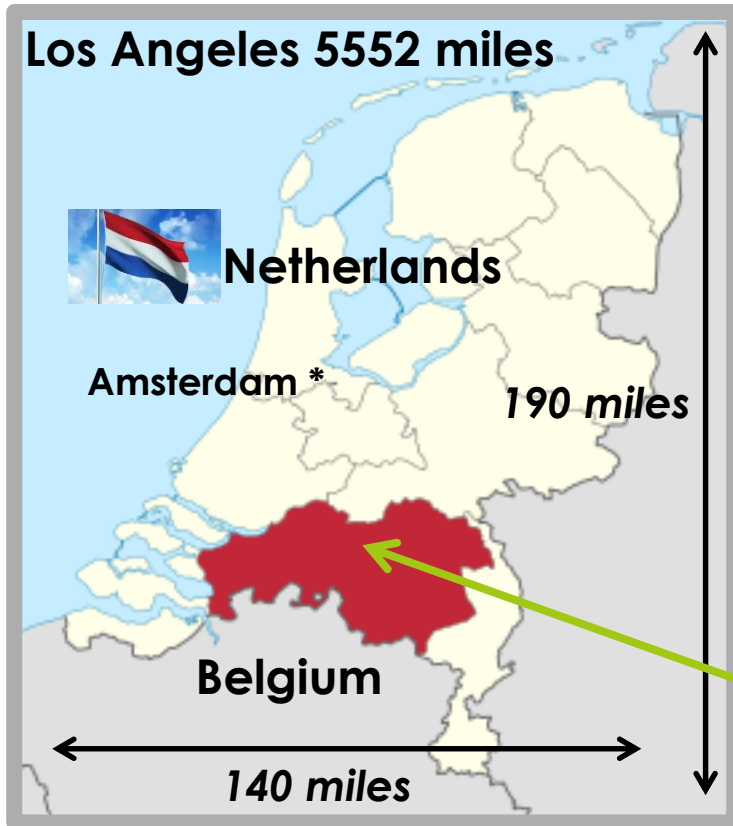 Los Angeles 5552 miles
Netherlands
Amsterdam *
190 miles
Belgium
140 miles